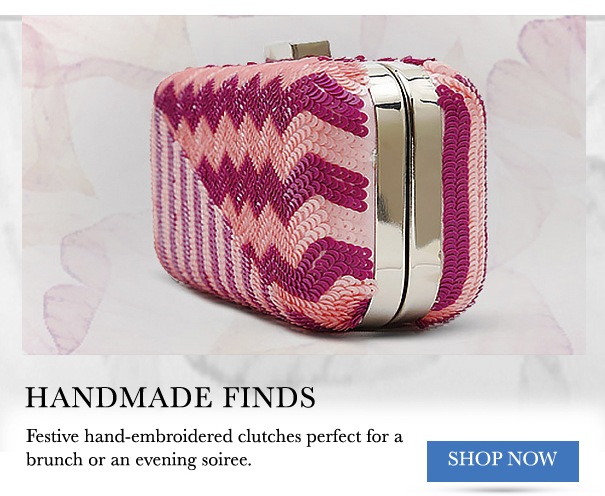 HANDMADE FINDS
Festive hand-embroidered clutches perfect for a
brunch or an evening soiree.
SHOP NOW